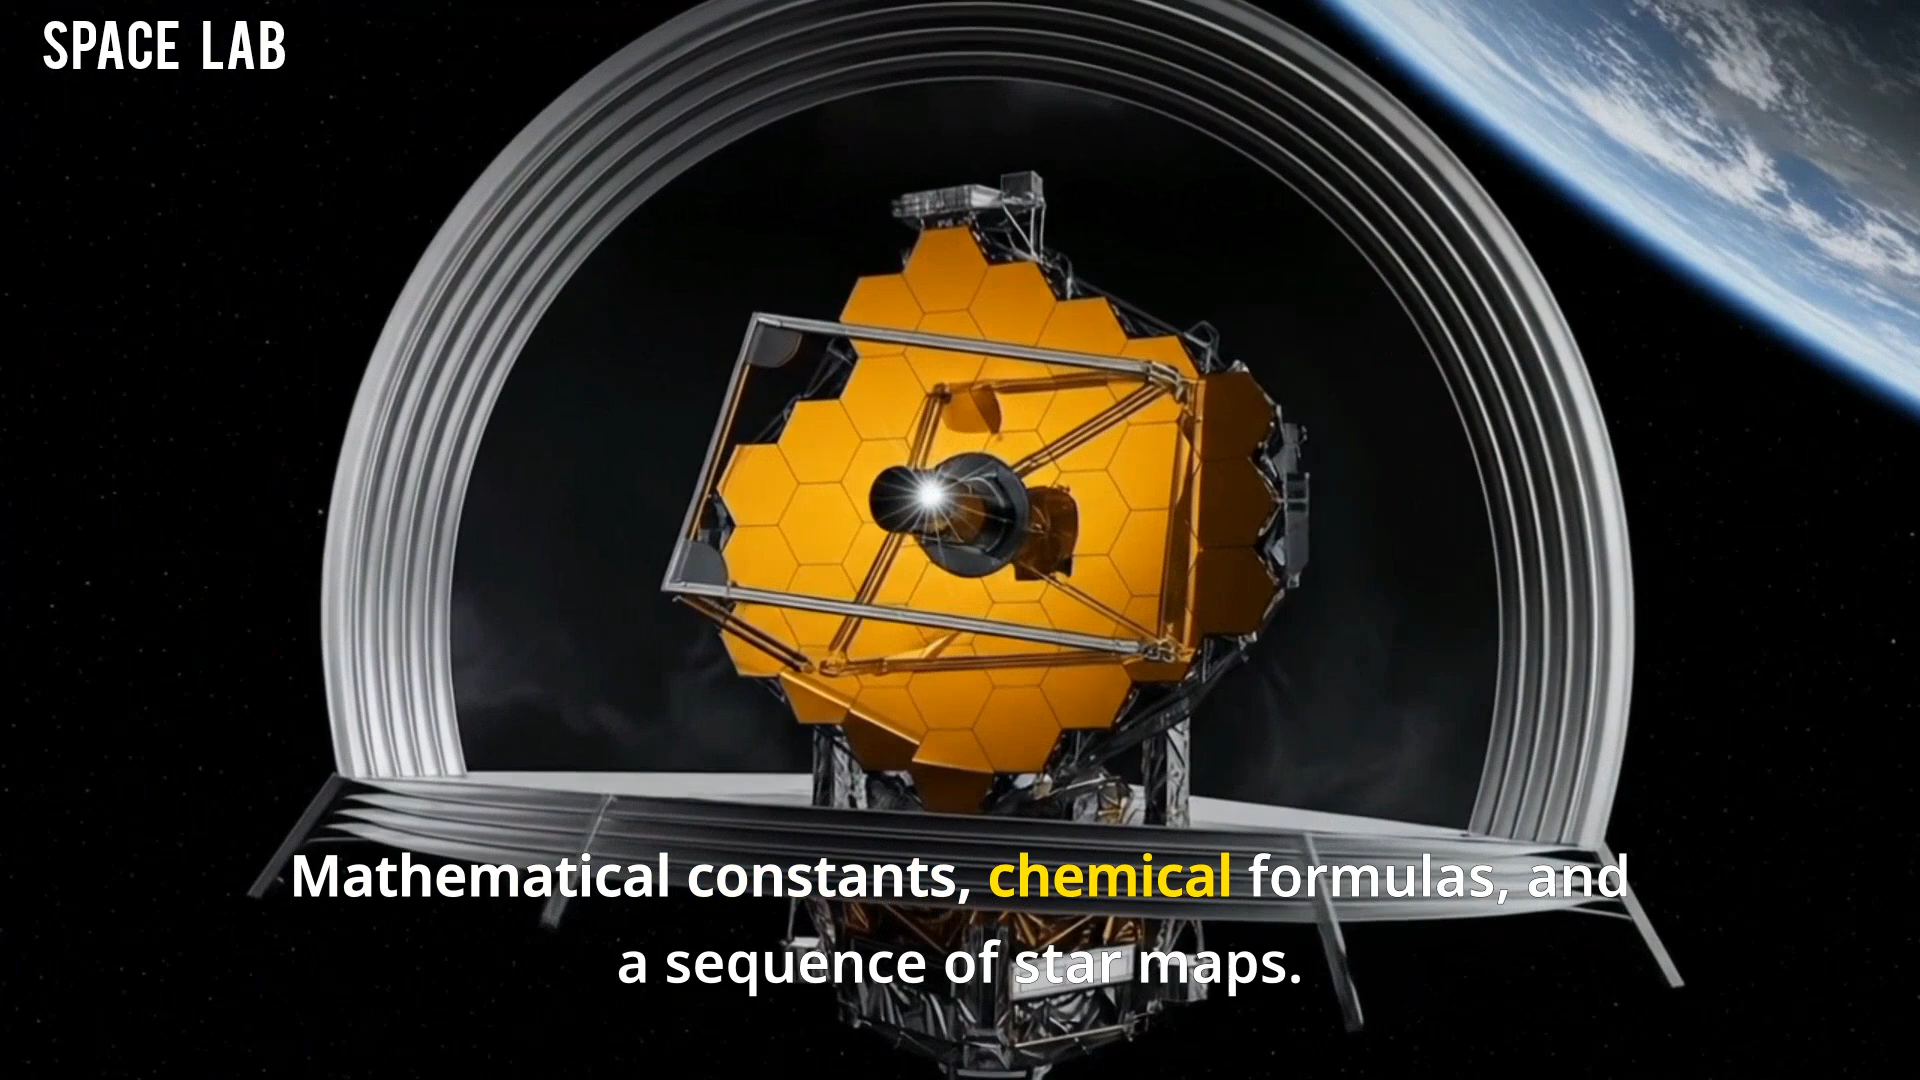 SPACE LAB
Mathematical constants, chemical formulas, and
a sequence of star maps.